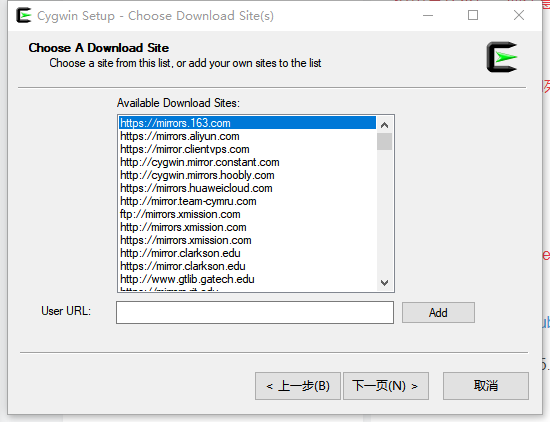 Cygwin Setup - Choose Download Site(s)
Choose A Download Site
Choose a site from this list, or add your own sites to the list
Available Download Sites:
https://mirrors.163.com
https://mirrors.aliyun.com
https://mirror.clientvps.com
http://cygwin.mirror.constant.com
http://cygwin.mirrors.hoobly.com
https://mirrors.huaweicloud.com
http://mirror.team-cymru.com
ftp://mirrors.xmission.com
http://mirrors.xmission.com
https://mirrors.xmission.com
http://mirror.clarkson.edu
https://mirror.clarkson.edu
http://www.gtlib.gatech.edu
User URL:
Add
< 上一步(B)
下一页(N) >
取消